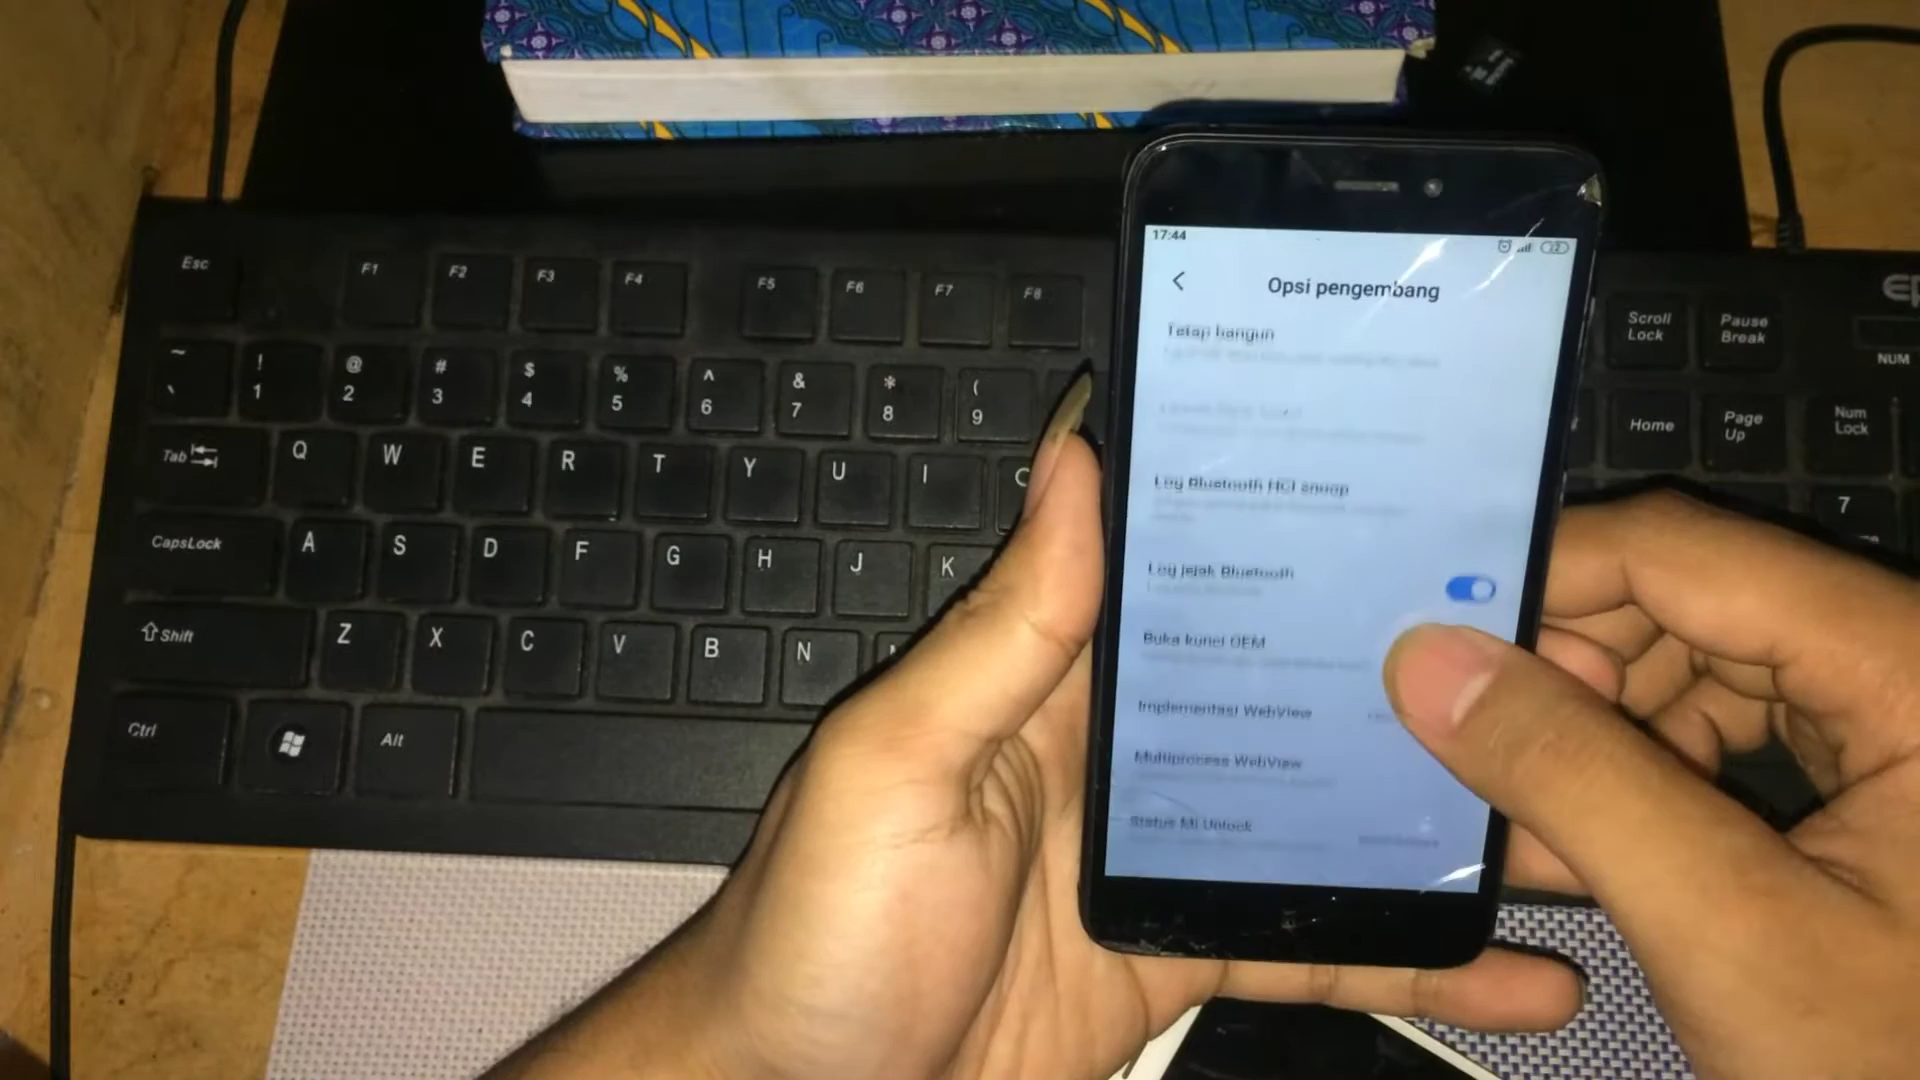 Esc
F1
F2
F3
F4
F5
F6
F7
F8
~
`
!
1
@
2
#
3
$
4
%
5
^
6
&
7
*
8
(
9
Tab
Q
W
E
R
T
Y
U
I
CapsLock
A
S
D
F
G
H
J
K
Shift
Z
X
C
V
B
N
Ctrl
Alt
17:44
22
Opsi pengembang
Tetap bangun
Log Bluetooth HCI snoop
Log jejak Bluetooth
Buka kunci OEM
Implementasi WebView
Multiprocess WebView
Status Mi Unlock
Scroll
Lock
Pause
Break
NUM
Home
Page
Up
Num
Lock
7